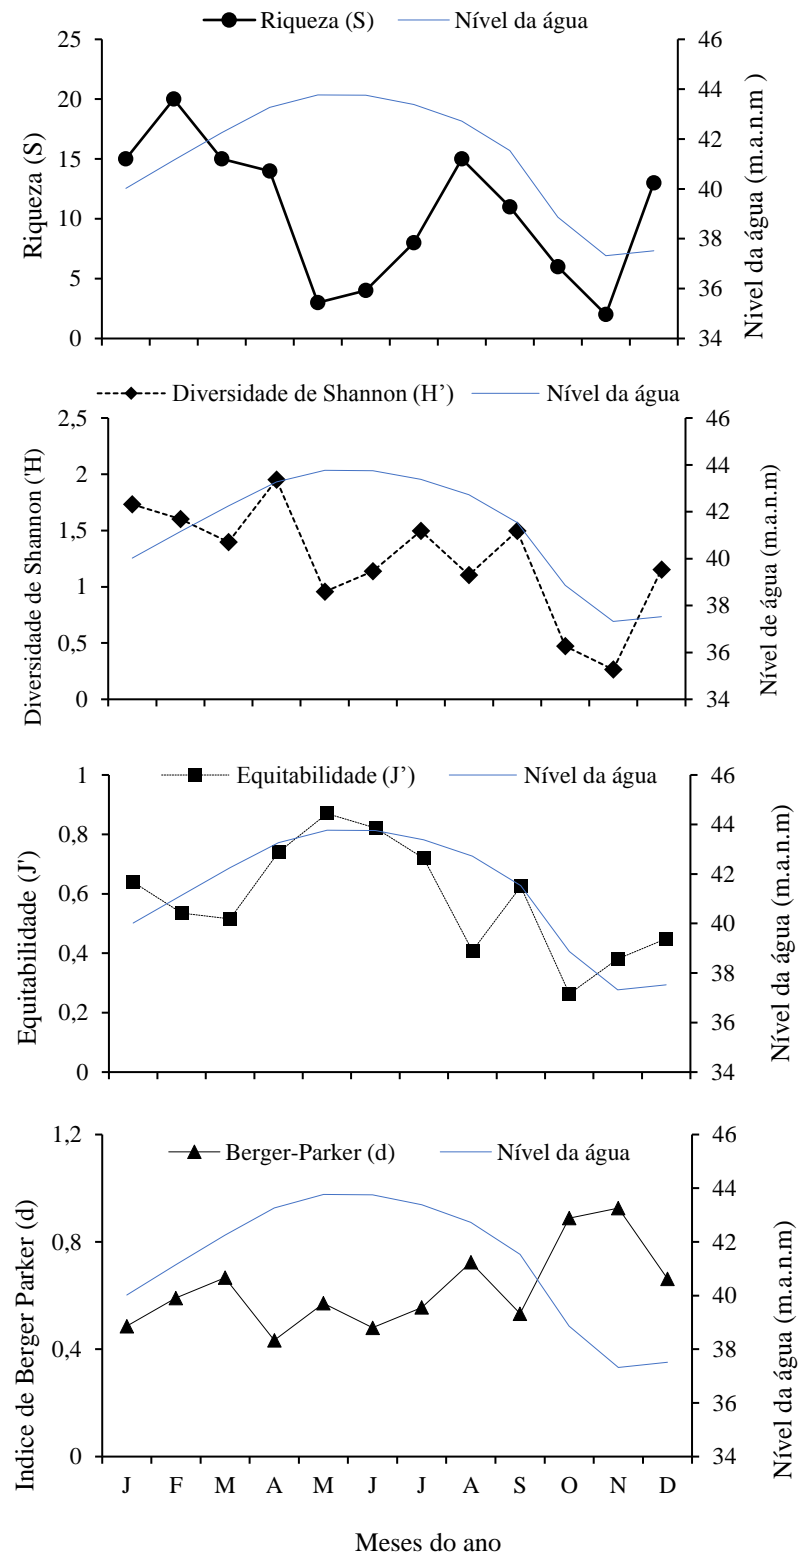 Riqueza (S) Nível da água
25 46
44
20
42
15
40
10
38
5
36
0 34
Riqueza (S)
Nivel da água (m.a.n.m )
Diversidade de Shannon (H’) Nível da água
2,5 46
44
2
42
1,5
40
1
38
0,5
36
0 34
Diversidade de Shannon ('H)
Nível de água (m.a.n.m)
Equitabilidade (J’) Nível da água
1 46
44
0,8
42
0,6
40
0,4
38
0,2
36
0 34
Equitabilidade (J')
Nível da água (m.a.n.m)
Berger-Parker (d) Nível da água
1,2 46
44
0,8 42
40
0,4 38
36
0 34
Indice de Berger Parker (d)
Nível da água (m.a.n.m)
J F M A M J J A S O N D
Meses do ano